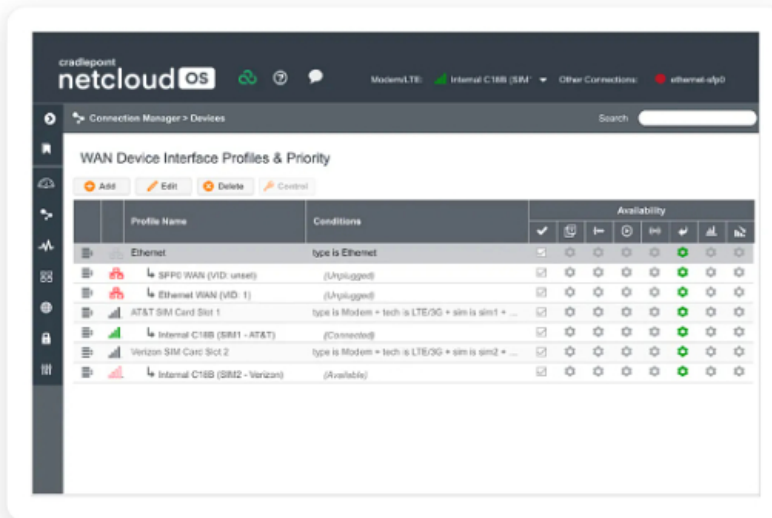 cradlepoint
netcloud OS
Modem/LTE: Internal C18B (SIM1 Other Connections: ethernet-sfp0
Connection Manager > Devices Search
WAN Device Interface Profiles & Priority
Add Edit Delete Control
Availability
Profile Name Conditions
Ethernet type is Ethernet
SFP0 WAN (VID: unset) (Unplugged)
Ethernet WAN (VID: 1) (Unplugged)
AT&T SIM Card Slot 1 type is Modem + tech is LTE/3G + sim is sim1 + ...
Internal C18B (SIM1 - AT&T) (Connected)
Verizon SIM Card Slot 2 type is Modem + tech is LTE/3G + sim is sim2 + ...
Internal C18B (SIM2 - Verizon) (Available)